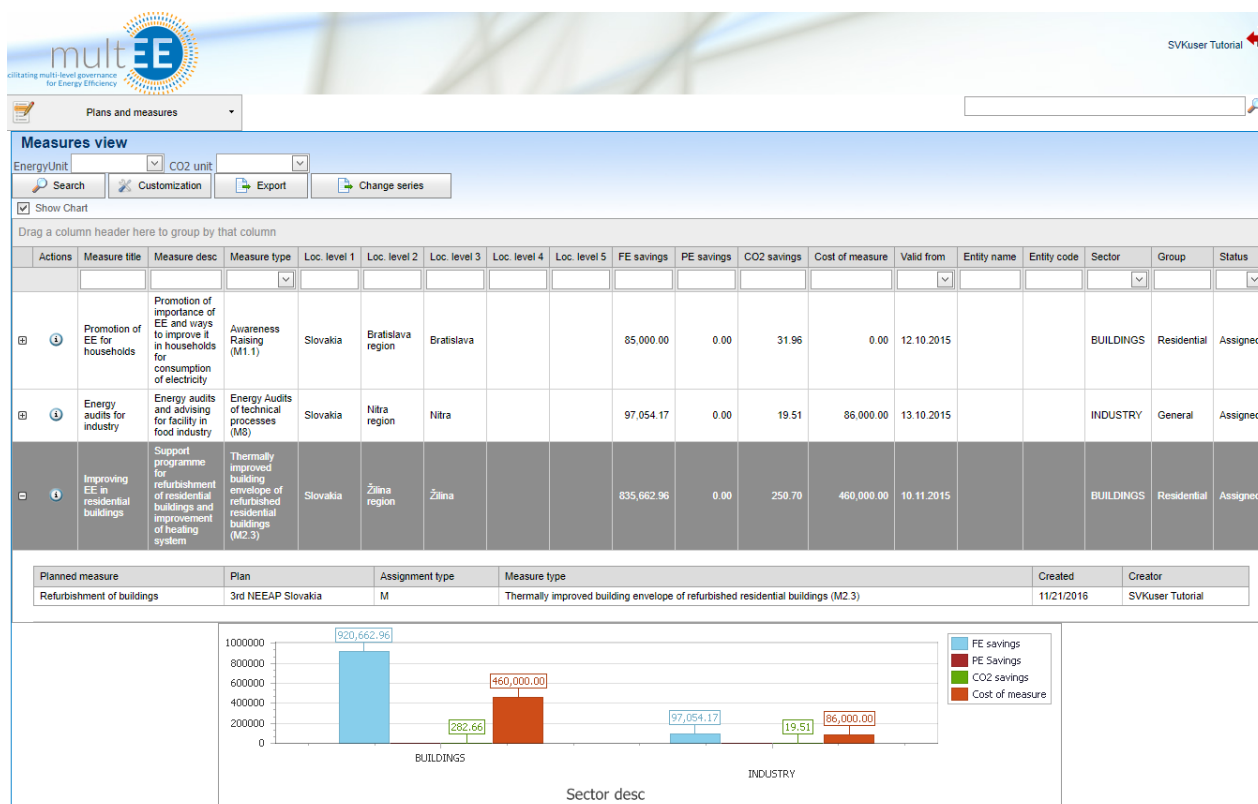 mult EE
cilitating multi-level governance
for Energy Efficiency
SVKuser Tutorial
Plans and measures
Measures view
EnergyUnit CO2 unit
Search Customization Export Change series
Show Chart
Drag a column header here to group by that column
Actions Measure title Measure desc Measure type Loc. level 1 Loc. level 2 Loc. level 3 Loc. level 4 Loc. level 5 FE savings PE savings CO2 savings Cost of measure Valid from Entity name Entity code Sector Group Status
Promotion of
EE for
households
Promotion of
importance of
EE and ways
to improve it
in households
for
consumption
of electricity
Awareness
Raising
(M1.1)
Slovakia
Bratislava
region
Bratislava
85,000.00 0.00 31.96 0.00 12.10.2015 BUILDINGS Residential Assigned
Energy
audits for
industry
Energy audits
and advising
for facility in
food industry
Energy Audits
of technical
processes
(M8)
Slovakia
Nitra
region
Nitra
97,054.17 0.00 19.51 86,000.00 13.10.2015 INDUSTRY General Assigned
Improving
EE in
residential
buildings
Support
programme
for
refurbishment
of residential
buildings and
improvement
of heating
system
Thermally
improved
building
envelope of
refurbished
residential
buildings
(M2.3)
Slovakia
Žilina
region
Žilina
835,662.96 0.00 250.70 460,000.00 10.11.2015 BUILDINGS Residential Assigned
Planned measure Plan Assignment type Measure type Created Creator
Refurbishment of buildings 3rd NEEAP Slovakia M Thermally improved building envelope of refurbished residential buildings (M2.3) 11/21/2016 SVKuser Tutorial
1000000
800000
600000
400000
200000
0
920,662.96
282.66
460,000.00
97,054.17
19.51
86,000.00
BUILDINGS
INDUSTRY
Sector desc
FE savings
PE Savings
CO2 savings
Cost of measure